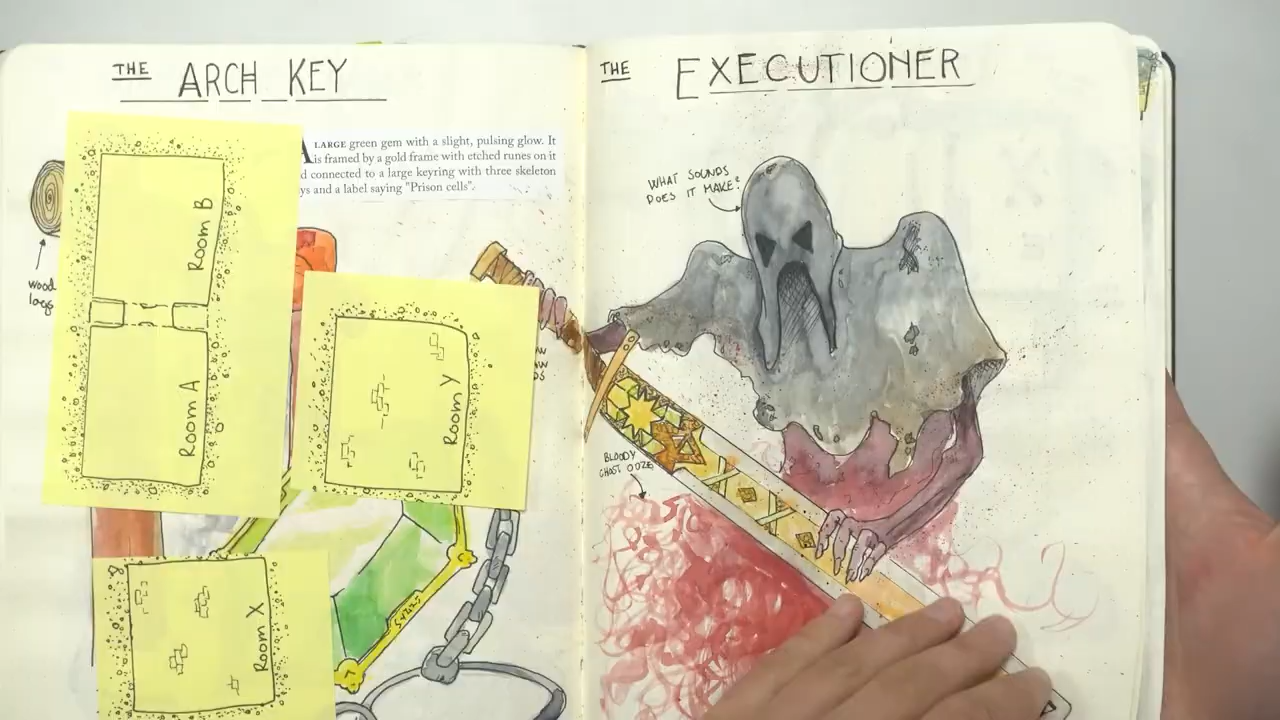 THE ARCH KEY
A LARGE green gem with a slight, pulsing glow. It
is framed by a gold frame with etched runes on it
connected to a large keyring with three skeleton
and a label saying "Prison cells".
wood
logs
Room B
Room A
Room Y
Room X
THE EXECUTIONER
WHAT SOUNDS
DOES IT MAKE?
BLOODY
GHOST OOZE